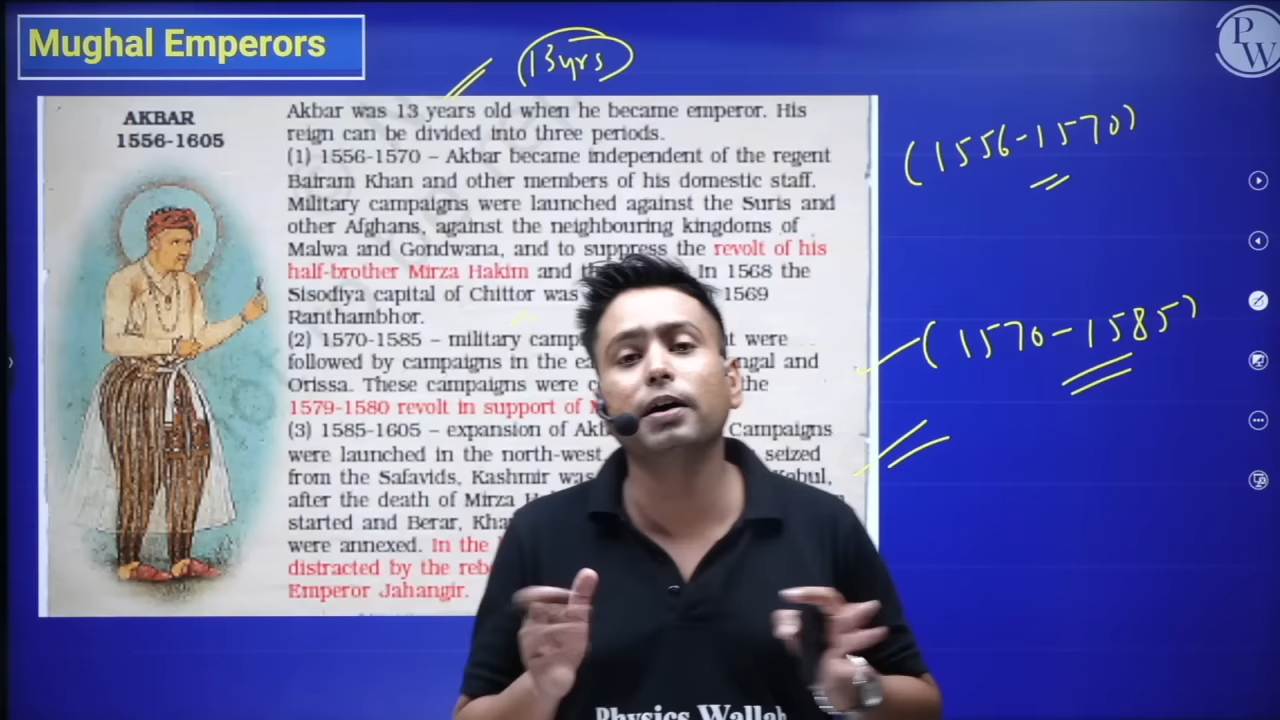 Mughal Emperors
13yrs
PW
AKBAR
1556-1605
Akbar was 13 years old when he became emperor. His
reign can be divided into three periods.
(1) 1556-1570 – Akbar became independent of the regent
Bairam Khan and other members of his domestic staff.
Military campaigns were launched against the Suris and
other Afghans, against the neighbouring kingdoms of
Malwa and Gondwana, and to suppress the revolt of his
half-brother Mirza Hakim and In 1568 the
Sisodiya capital of Chittor was 1569
Ranthambhor.
(2) 1570-1585 – military were
followed by campaigns in the and
Orissa. These campaigns were the
1579-1580 revolt in support of
(3) 1585-1605 – expansion of Campaigns
were launched in the north-west seized
from the Safavids, Kashmir was
after the death of Mirza
started and Berar,
were annexed. In the
distracted by the
Emperor Jahangir.
(1556-1570)
(1570-1585)
Physics Wallah